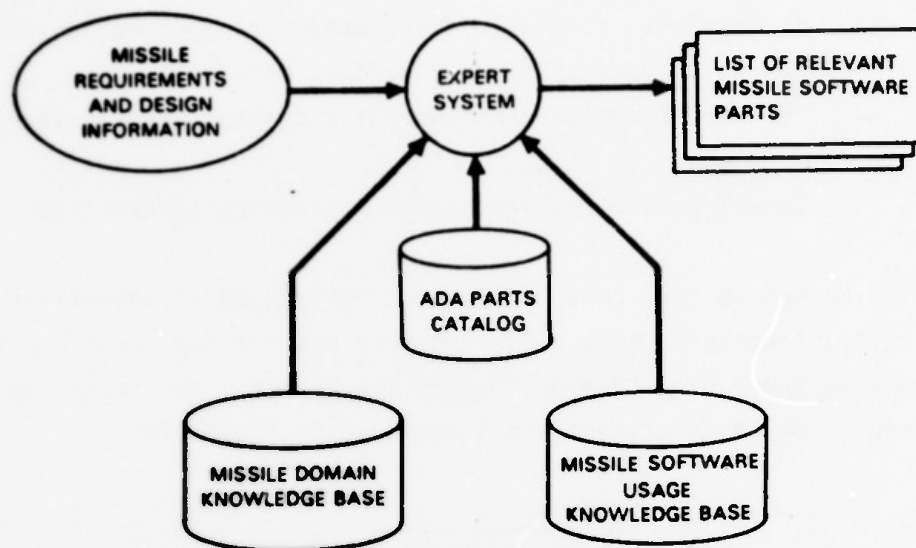 MISSILE
REQUIREMENTS
AND DESIGN
INFORMATION
EXPERT
SYSTEM
LIST OF RELEVANT
MISSILE SOFTWARE
PARTS
ADA PARTS
CATALOG
MISSILE DOMAIN
KNOWLEDGE BASE
MISSILE SOFTWARE
USAGE
KNOWLEDGE BASE